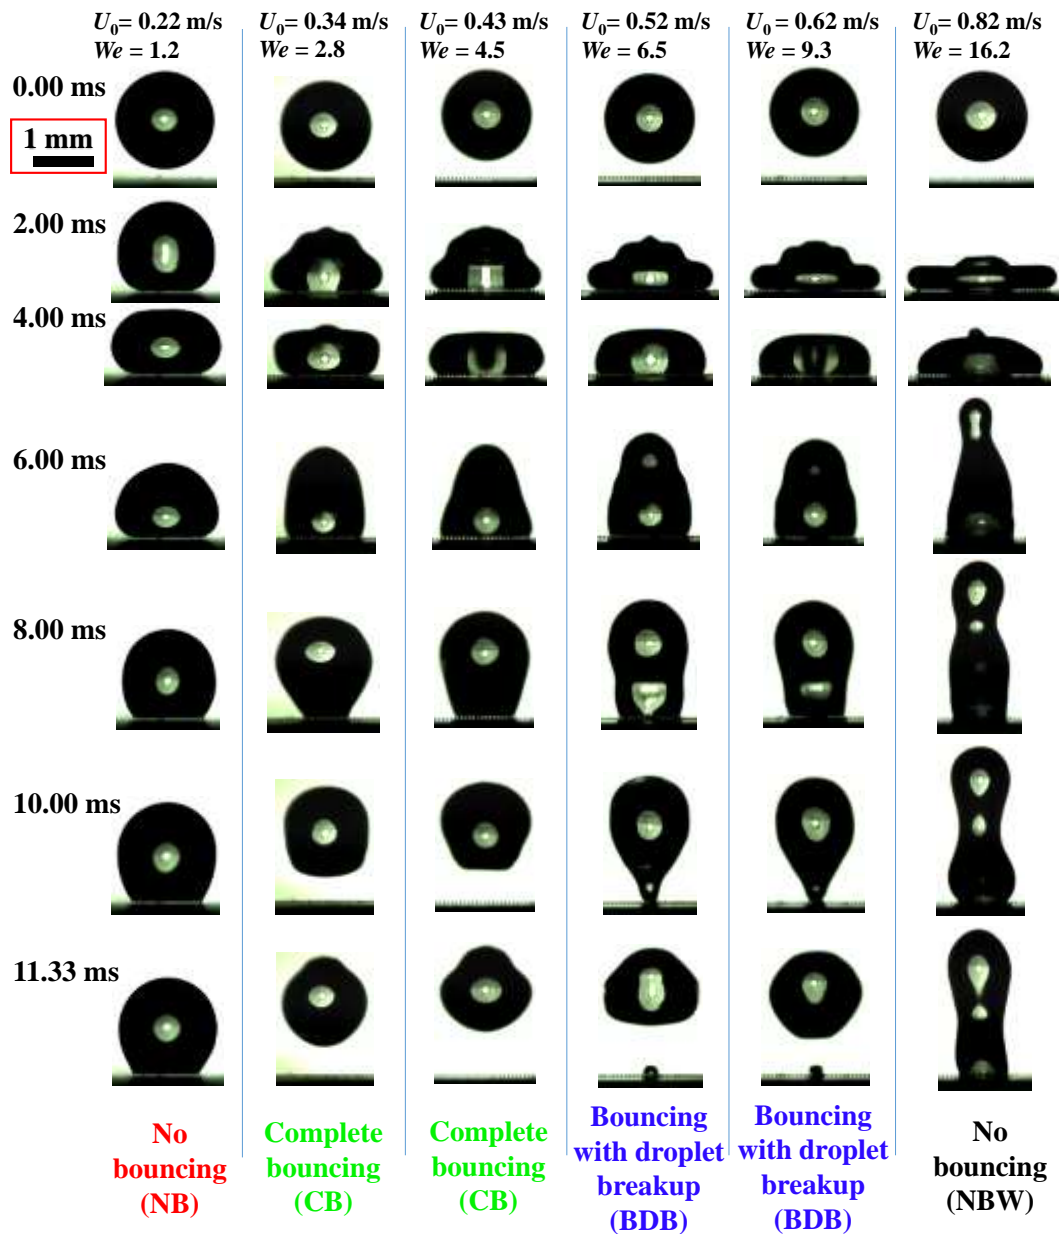 U0= 0.22 m/s
We = 1.2
U0= 0.34 m/s
We = 2.8
U0= 0.43 m/s
We = 4.5
U0= 0.52 m/s
We = 6.5
U0= 0.62 m/s
We = 9.3
U0= 0.82 m/s
We = 16.2
0.00 ms
1 mm
2.00 ms
4.00 ms
6.00 ms
8.00 ms
10.00 ms
11.33 ms
No
bouncing
(NB)
Complete
bouncing
(CB)
Complete
bouncing
(CB)
Bouncing
with droplet
breakup
(BDB)
Bouncing
with droplet
breakup
(BDB)
No
bouncing
(NBW)